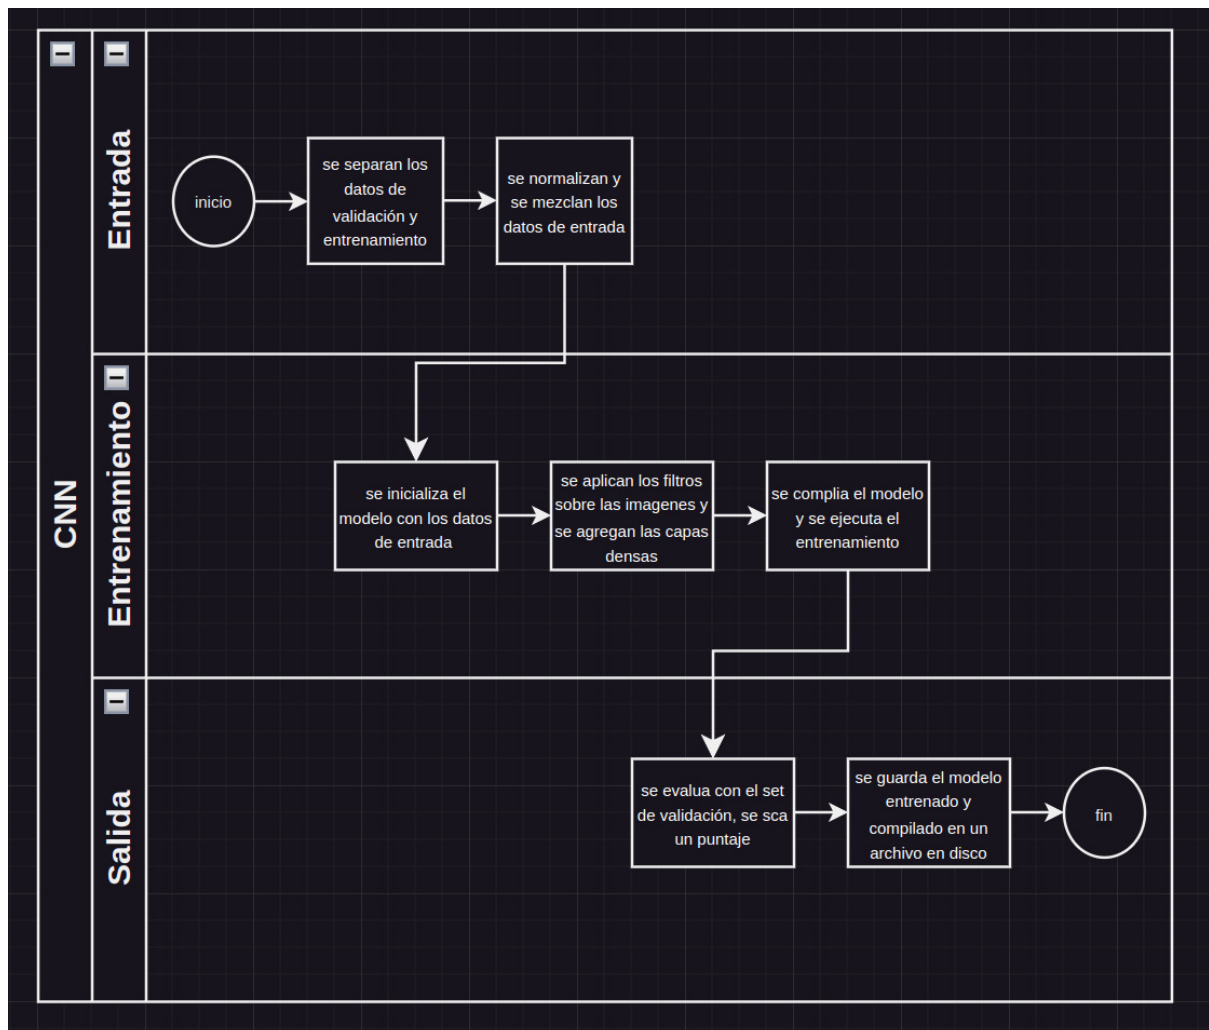 CNN
Entrada
inicio
se separan los
datos de
validación y
entrenamiento
se normalizan y
se mezclan los
datos de entrada
Entrenamiento
se inicializa el
modelo con los datos
de entrada
se aplican los filtros
sobre las imagenes y
se agregan las capas
densas
se complia el modelo
y se ejecuta el
entrenamiento
Salida
se evalua con el set
de validación, se sca
un puntaje
se guarda el modelo
entrenado y
compilado en un
archivo en disco
fin